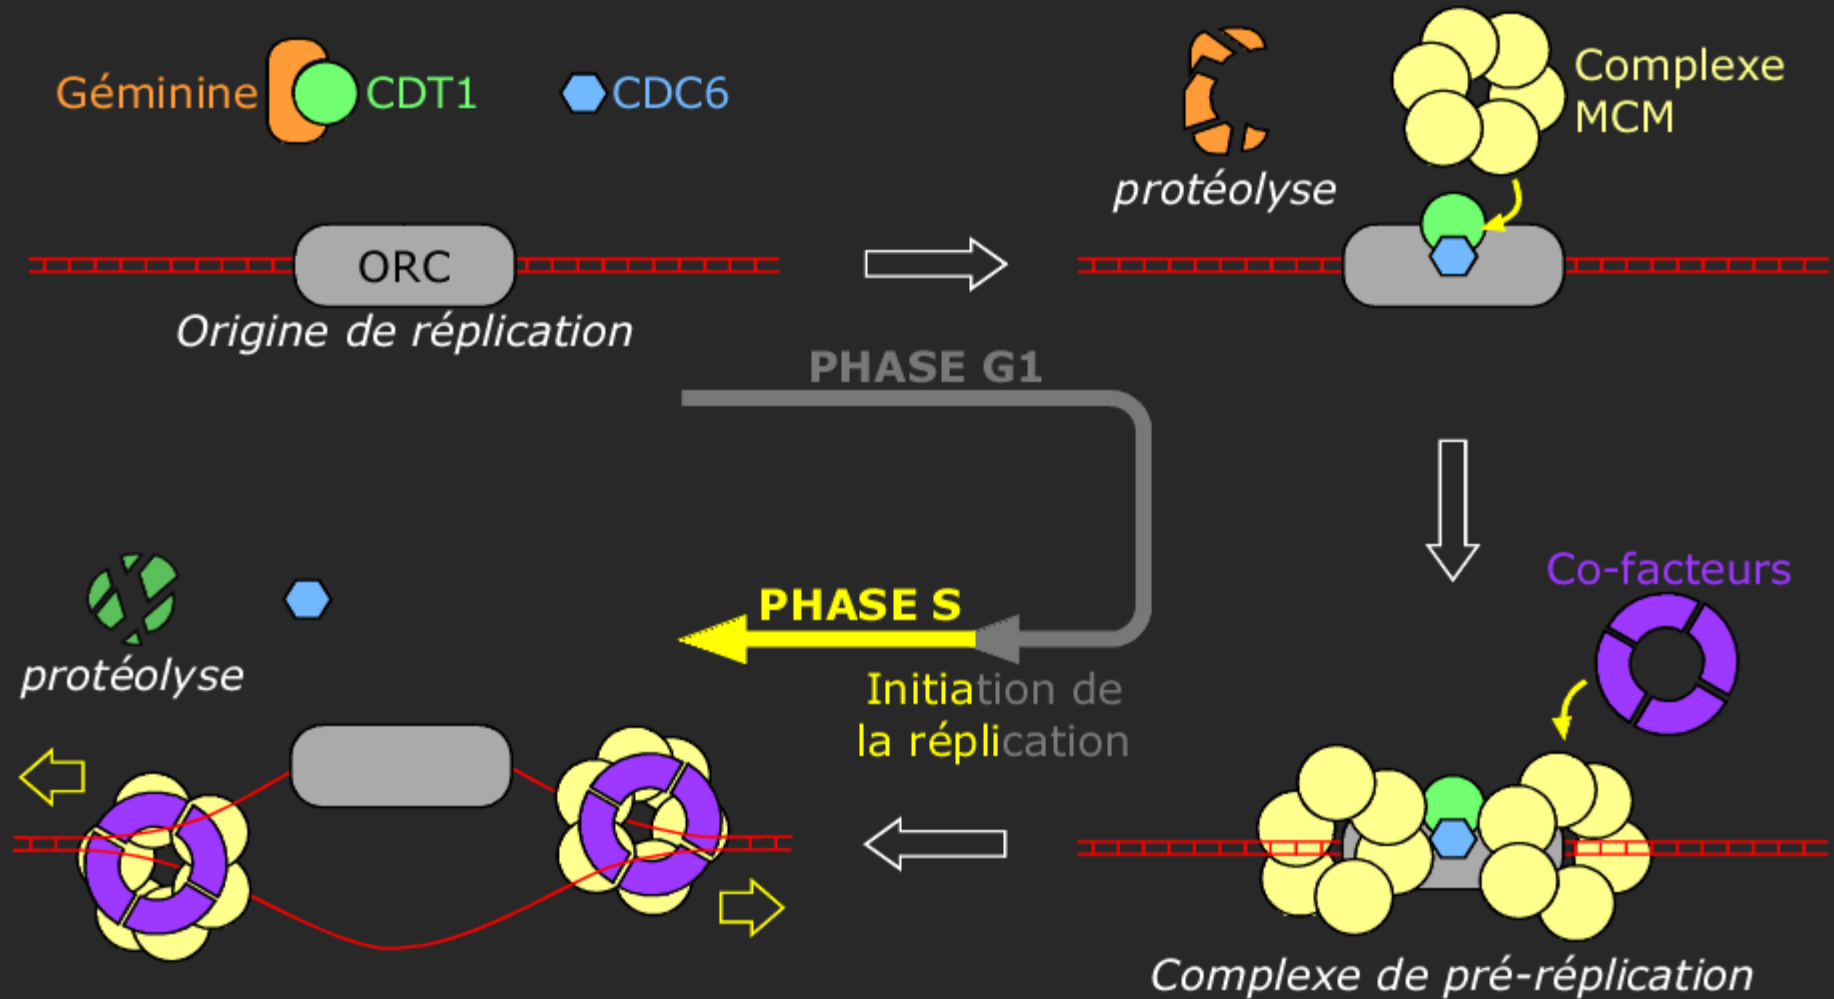 Géminine
CDT1
CDC6
Complexe
MCM
protéolyse
ORC
Origine de réplication
PHASE G1
Co-facteurs
PHASE S
Initiation de
la réplication
protéolyse
Complexe de pré-réplication